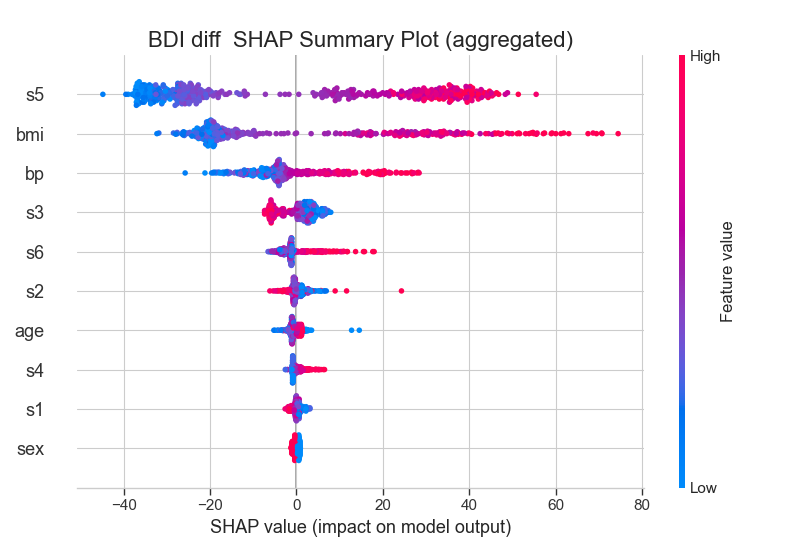 BDI diff  SHAP Summary Plot (aggregated)
High
s5
bmi
bp
s3
s6
s2
age
s4
s1
sex
Feature value
Low
−40
−20
0
20
40
60
80
SHAP value (impact on model output)